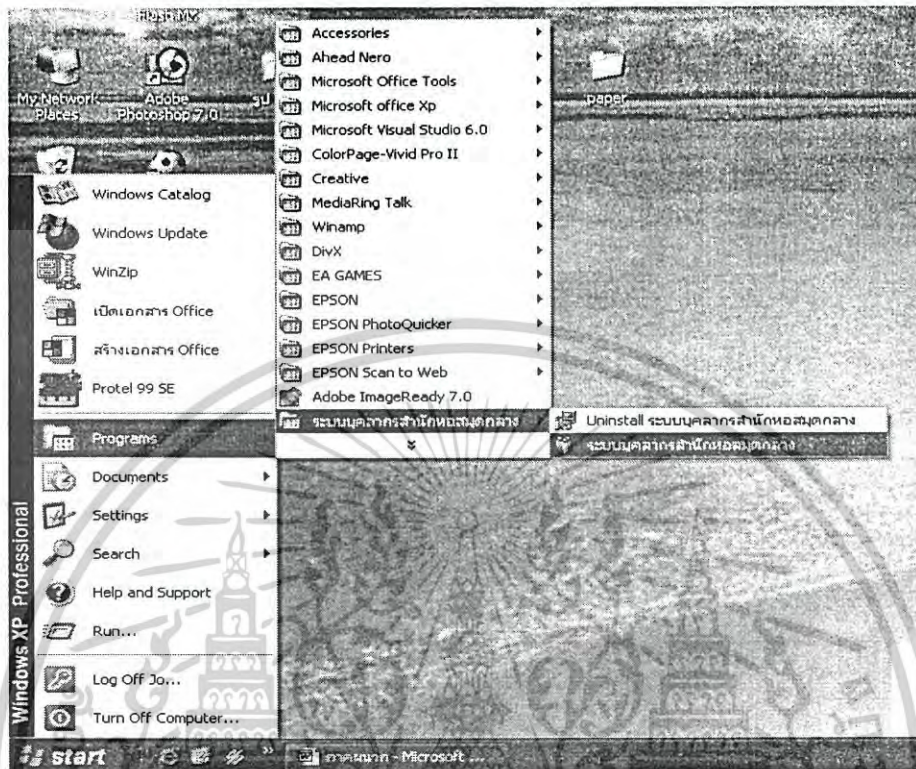 My Network
Places
Adobe
Photoshop 7.0
paper
Accessories
Ahead Nero
Microsoft Office Tools
Microsoft office Xp
Microsoft Visual Studio 6.0
ColorPage-Vivid Pro II
Creative
MediaRing Talk
Winamp
DivX
EA GAMES
EPSON
EPSON PhotoQuicker
EPSON Printers
EPSON Scan to Web
Adobe ImageReady 7.0
ระบบบุคลากรสำนักหอสมุดกลาง
Uninstall ระบบบุคลากรสำนักหอสมุดกลาง
ระบบบุคลากรสำนักหอสมุดกลาง
Windows Catalog
Windows Update
WinZip
เปิดเอกสาร Office
สร้างเอกสาร Office
Protel 99 SE
Programs
Documents
Settings
Search
Help and Support
Run...
Log Off Jo...
Turn Off Computer...
Windows XP Professional
start
ภาคผนวก - Microsoft ...